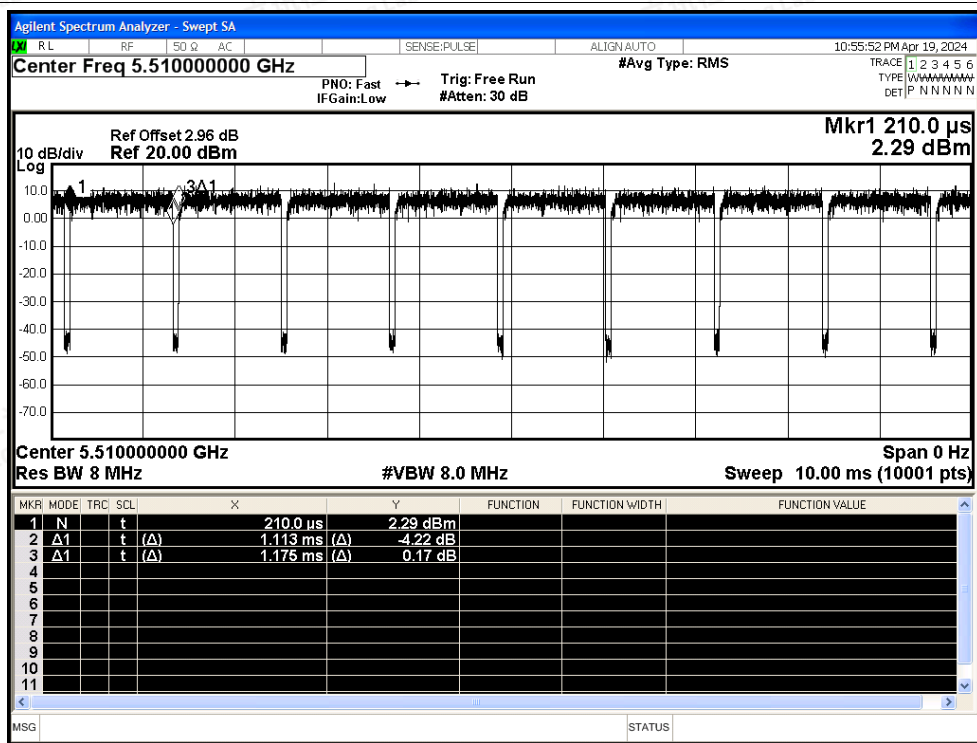 Agilent Spectrum Analyzer - Swept SA
LXI RL RF 50 Ω AC SENSE:PULSE ALIGN AUTO 10:55:52 PM Apr 19, 2024
Center Freq 5.510000000 GHz
PNO: Fast
IFGain:Low
Trig: Free Run
#Atten: 30 dB
#Avg Type: RMS
TRACE 1 2 3 4 5 6
TYPE W
DET P N N N N N
Mkr1 210.0 µs
2.29 dBm
Ref Offset 2.96 dB
10 dB/div Ref 20.00 dBm
Log
1 3Δ1
10.0
0.00
-10.0
-20.0
-30.0
-40.0
-50.0
-60.0
-70.0
Center 5.510000000 GHz Span 0 Hz
Res BW 8 MHz #VBW 8.0 MHz Sweep 10.00 ms (10001 pts)
MKR MODE TRC SCL X Y FUNCTION FUNCTION WIDTH FUNCTION VALUE
1 N t 210.0 µs 2.29 dBm
2 Δ1 t (Δ) 1.113 ms (Δ) -4.22 dB
3 Δ1 t (Δ) 1.175 ms (Δ) 0.17 dB
4
5
6
7
8
9
10
11
MSG STATUS